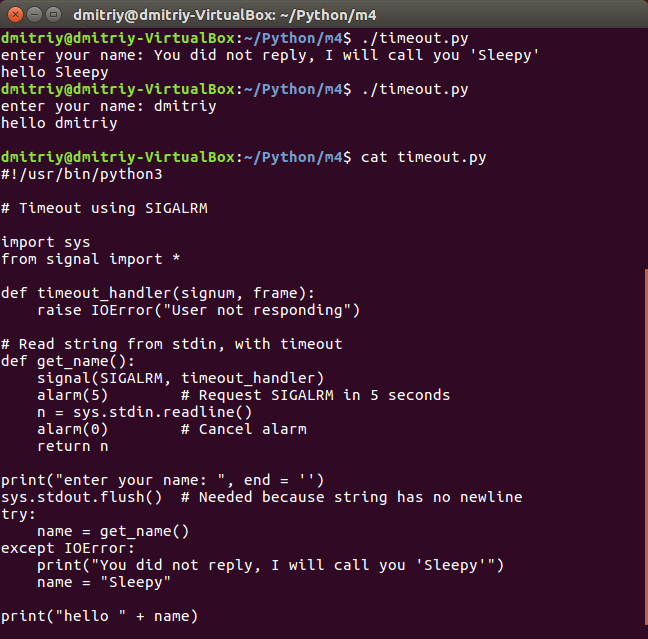 dmitriy@dmitriy-VirtualBox: ~/Python/m4
dmitriy@dmitriy-VirtualBox:~/Python/m4$ ./timeout.py
enter your name: You did not reply, I will call you 'Sleepy'
hello Sleepy
dmitriy@dmitriy-VirtualBox:~/Python/m4$ ./timeout.py
enter your name: dmitriy
hello dmitriy

dmitriy@dmitriy-VirtualBox:~/Python/m4$ cat timeout.py
#!/usr/bin/python3

# Timeout using SIGALRM

import sys
from signal import *

def timeout_handler(signum, frame):
    raise IOError("User not responding")

# Read string from stdin, with timeout
def get_name():
    signal(SIGALRM, timeout_handler)
    alarm(5)        # Request SIGALRM in 5 seconds
    n = sys.stdin.readline()
    alarm(0)        # Cancel alarm
    return n

print("enter your name: ", end = '')
sys.stdout.flush()  # Needed because string has no newline
try:
    name = get_name()
except IOError:
    print("You did not reply, I will call you 'Sleepy'")
    name = "Sleepy"

print("hello " + name)